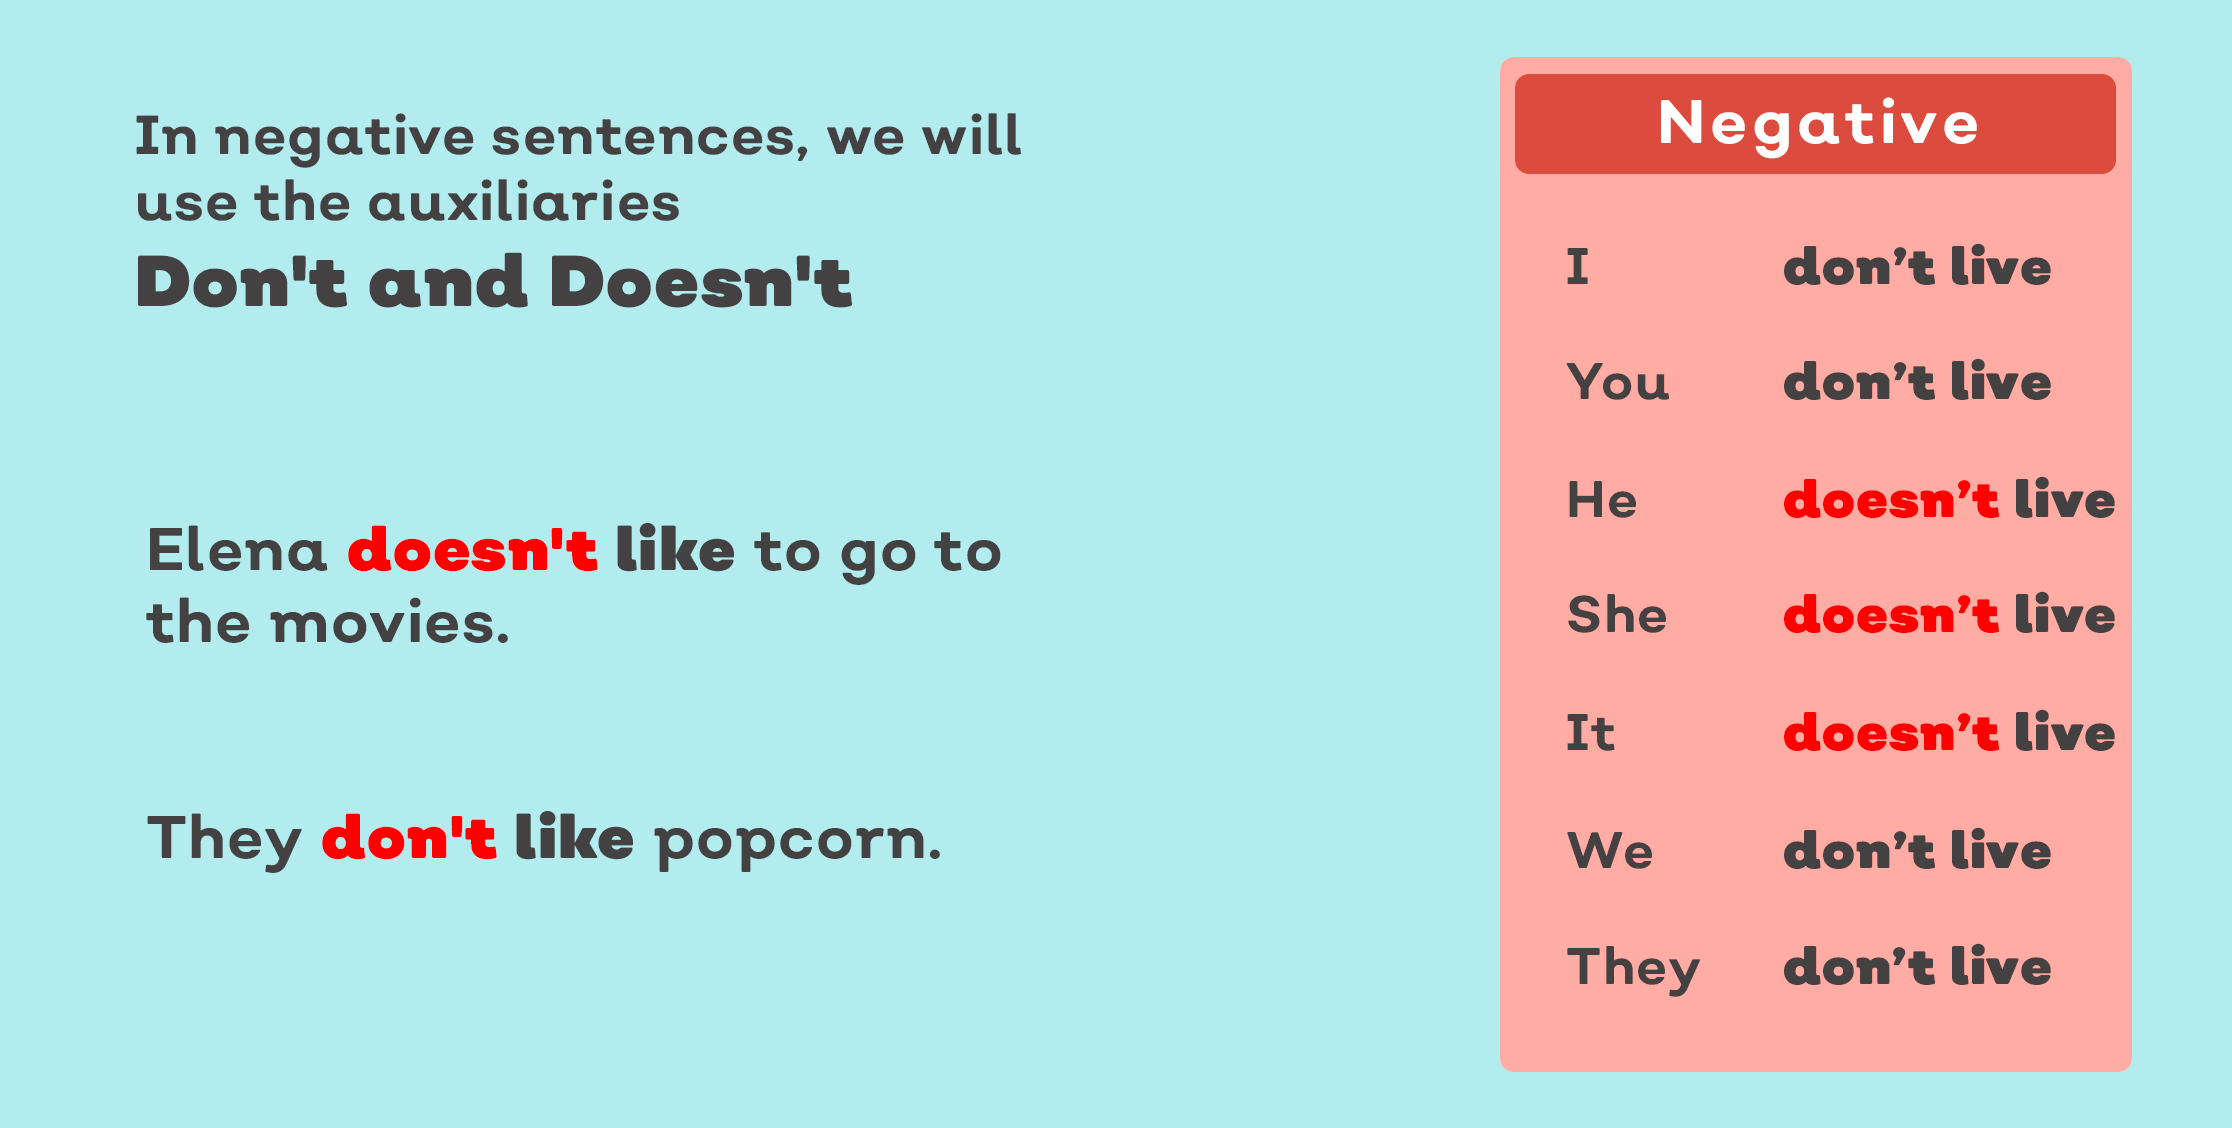 In negative sentences, we will
use the auxiliaries
Don't and Doesn't
Elena doesn't like to go to
the movies.
They don't like popcorn.
Negative
I don’t live
You don’t live
He doesn’t live
She doesn’t live
It doesn’t live
We don’t live
They don’t live